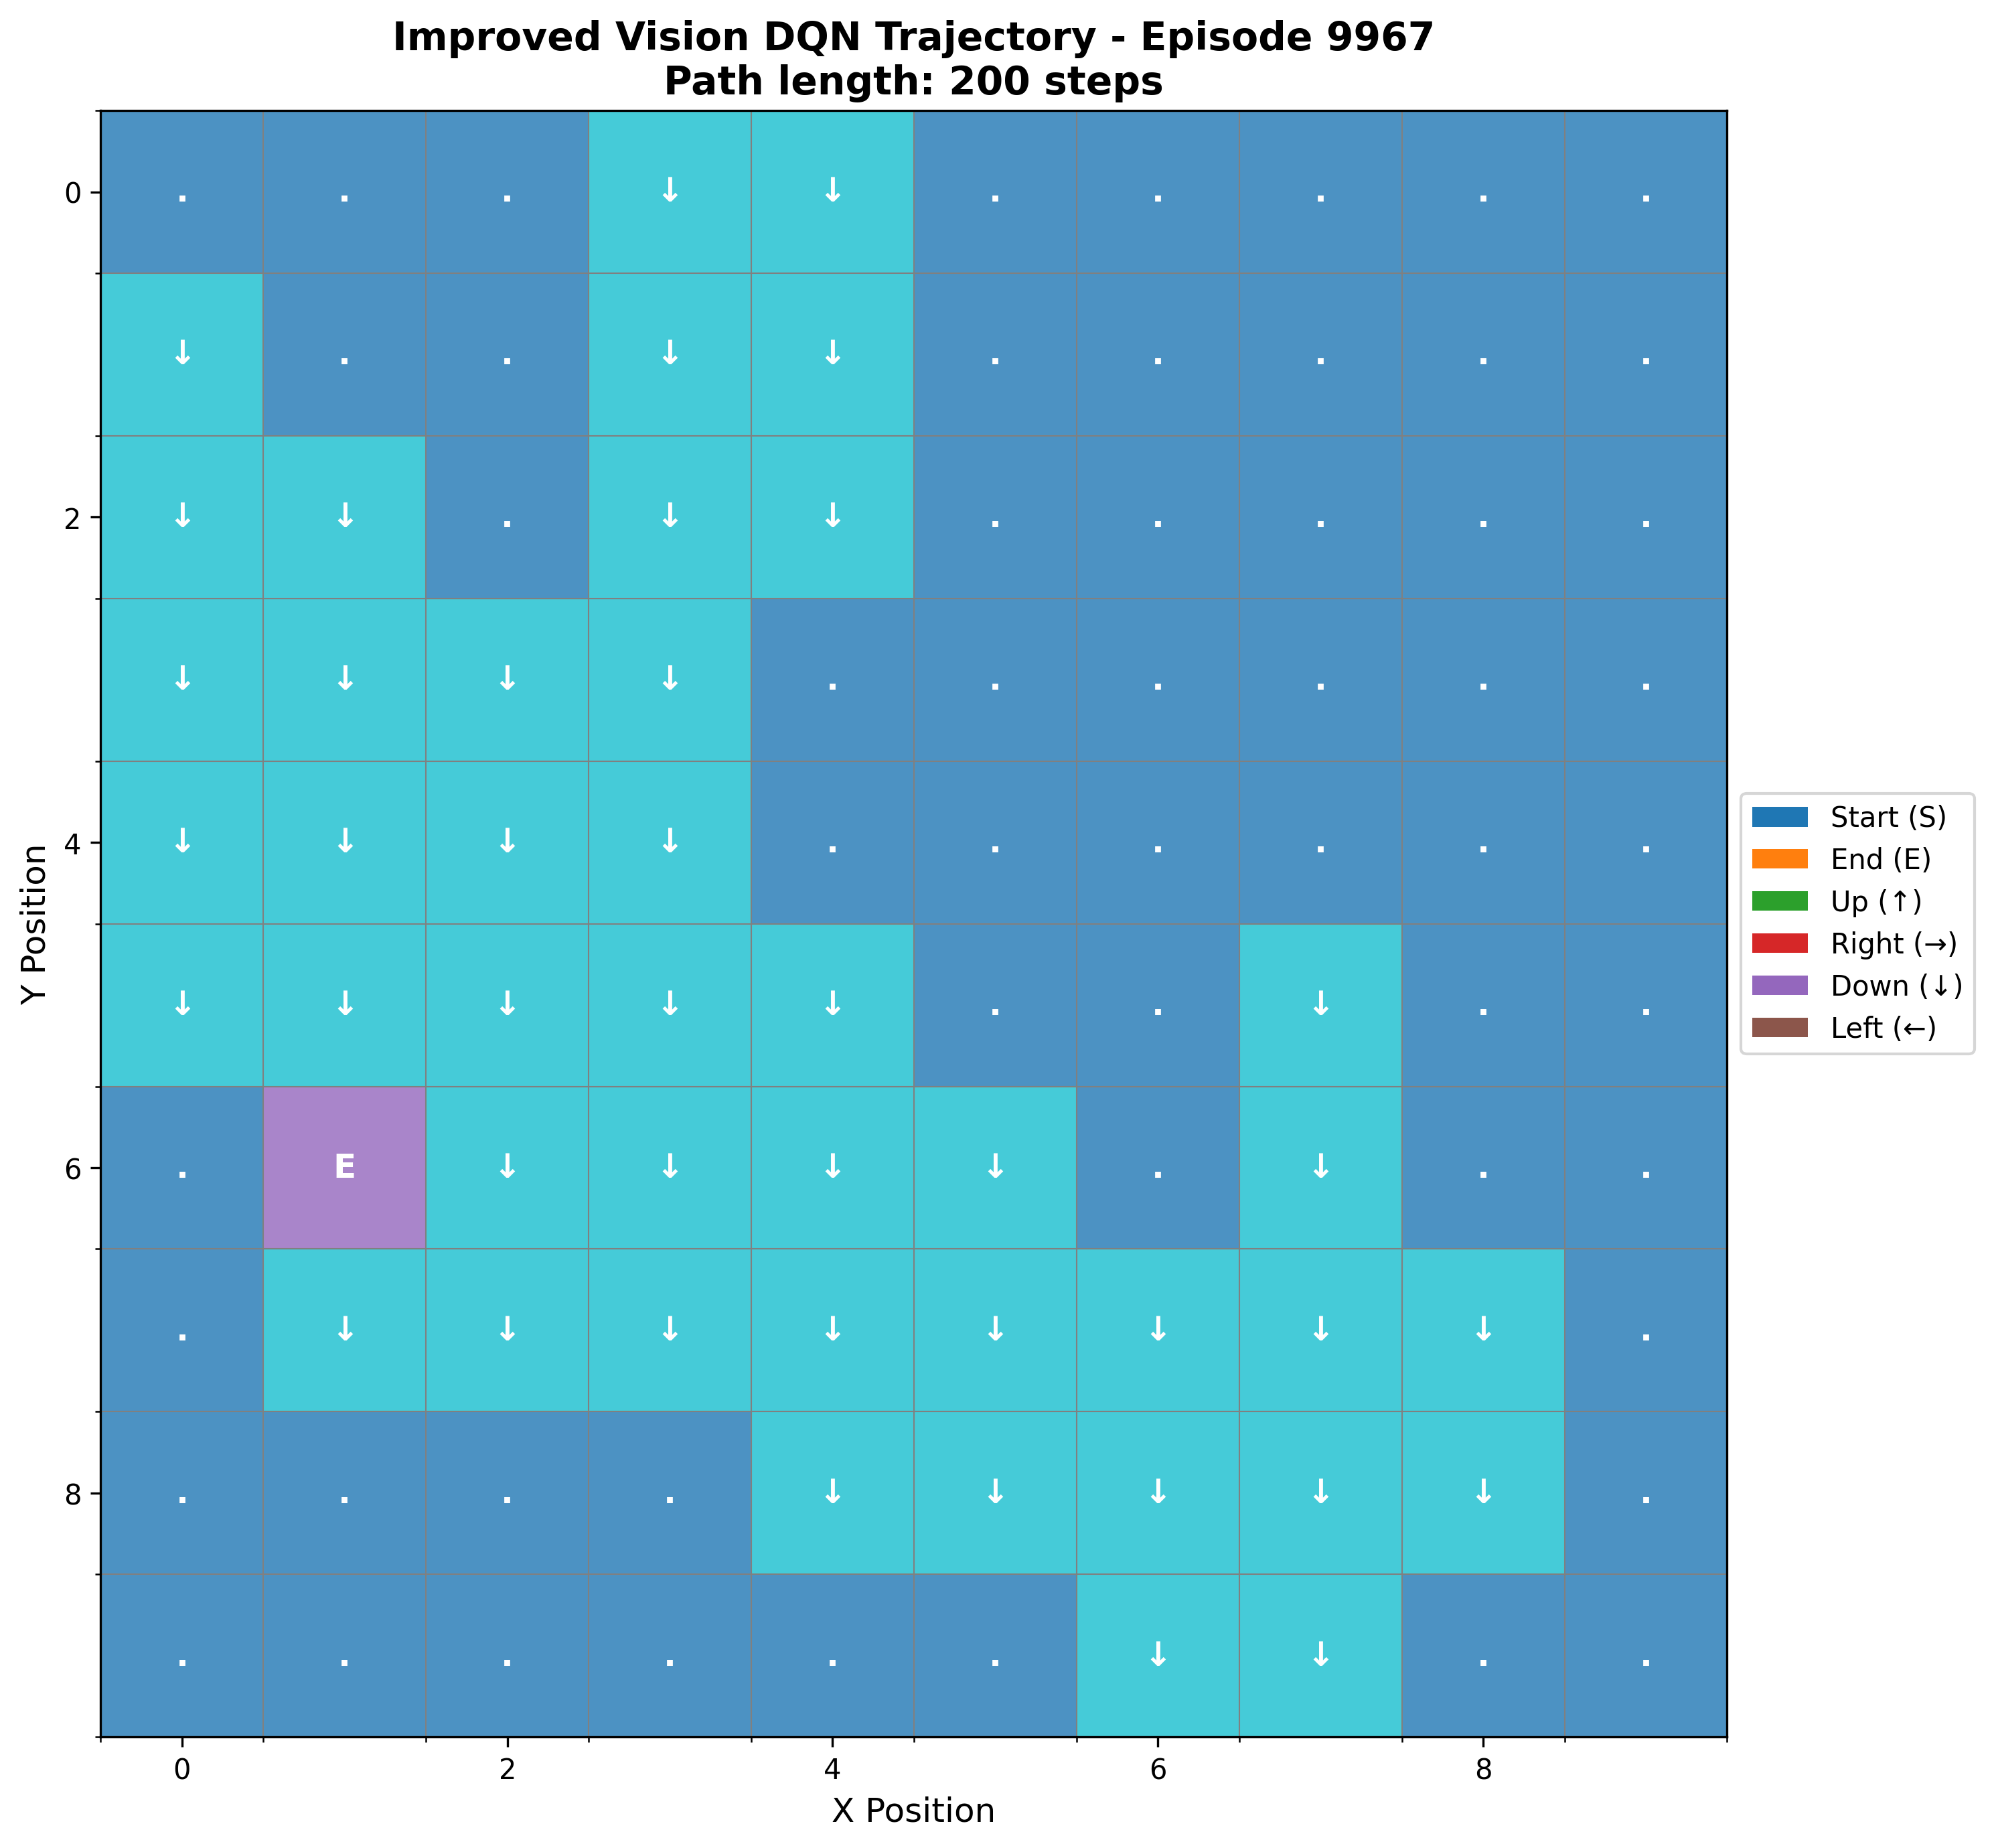 Improved Vision DQN Trajectory - Episode 9967
Path length: 200 steps
0 . . . ↓ ↓ . . . . .
↓ . . ↓ ↓ . . . . .
2 ↓ ↓ . ↓ ↓ . . . . .
↓ ↓ ↓ ↓ . . . . . .
4 ↓ ↓ ↓ ↓ . . . . . .
↓ ↓ ↓ ↓ ↓ . . ↓ . .
6 . E ↓ ↓ ↓ ↓ . ↓ . .
. ↓ ↓ ↓ ↓ ↓ ↓ ↓ ↓ .
8 . . . . ↓ ↓ ↓ ↓ ↓ .
. . . . . . ↓ ↓ . .
0 2 4 6 8
X Position
Y Position
Start (S)
End (E)
Up (↑)
Right (→)
Down (↓)
Left (←)